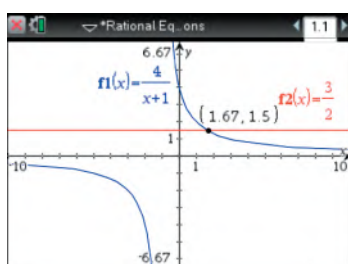 *Rational Eq...ons 1.1
6.67 y
f1(x)=4/(x+1)
(1.67, 1.5)
f2(x)=3/2
1
x
-10 1 10
-6.67